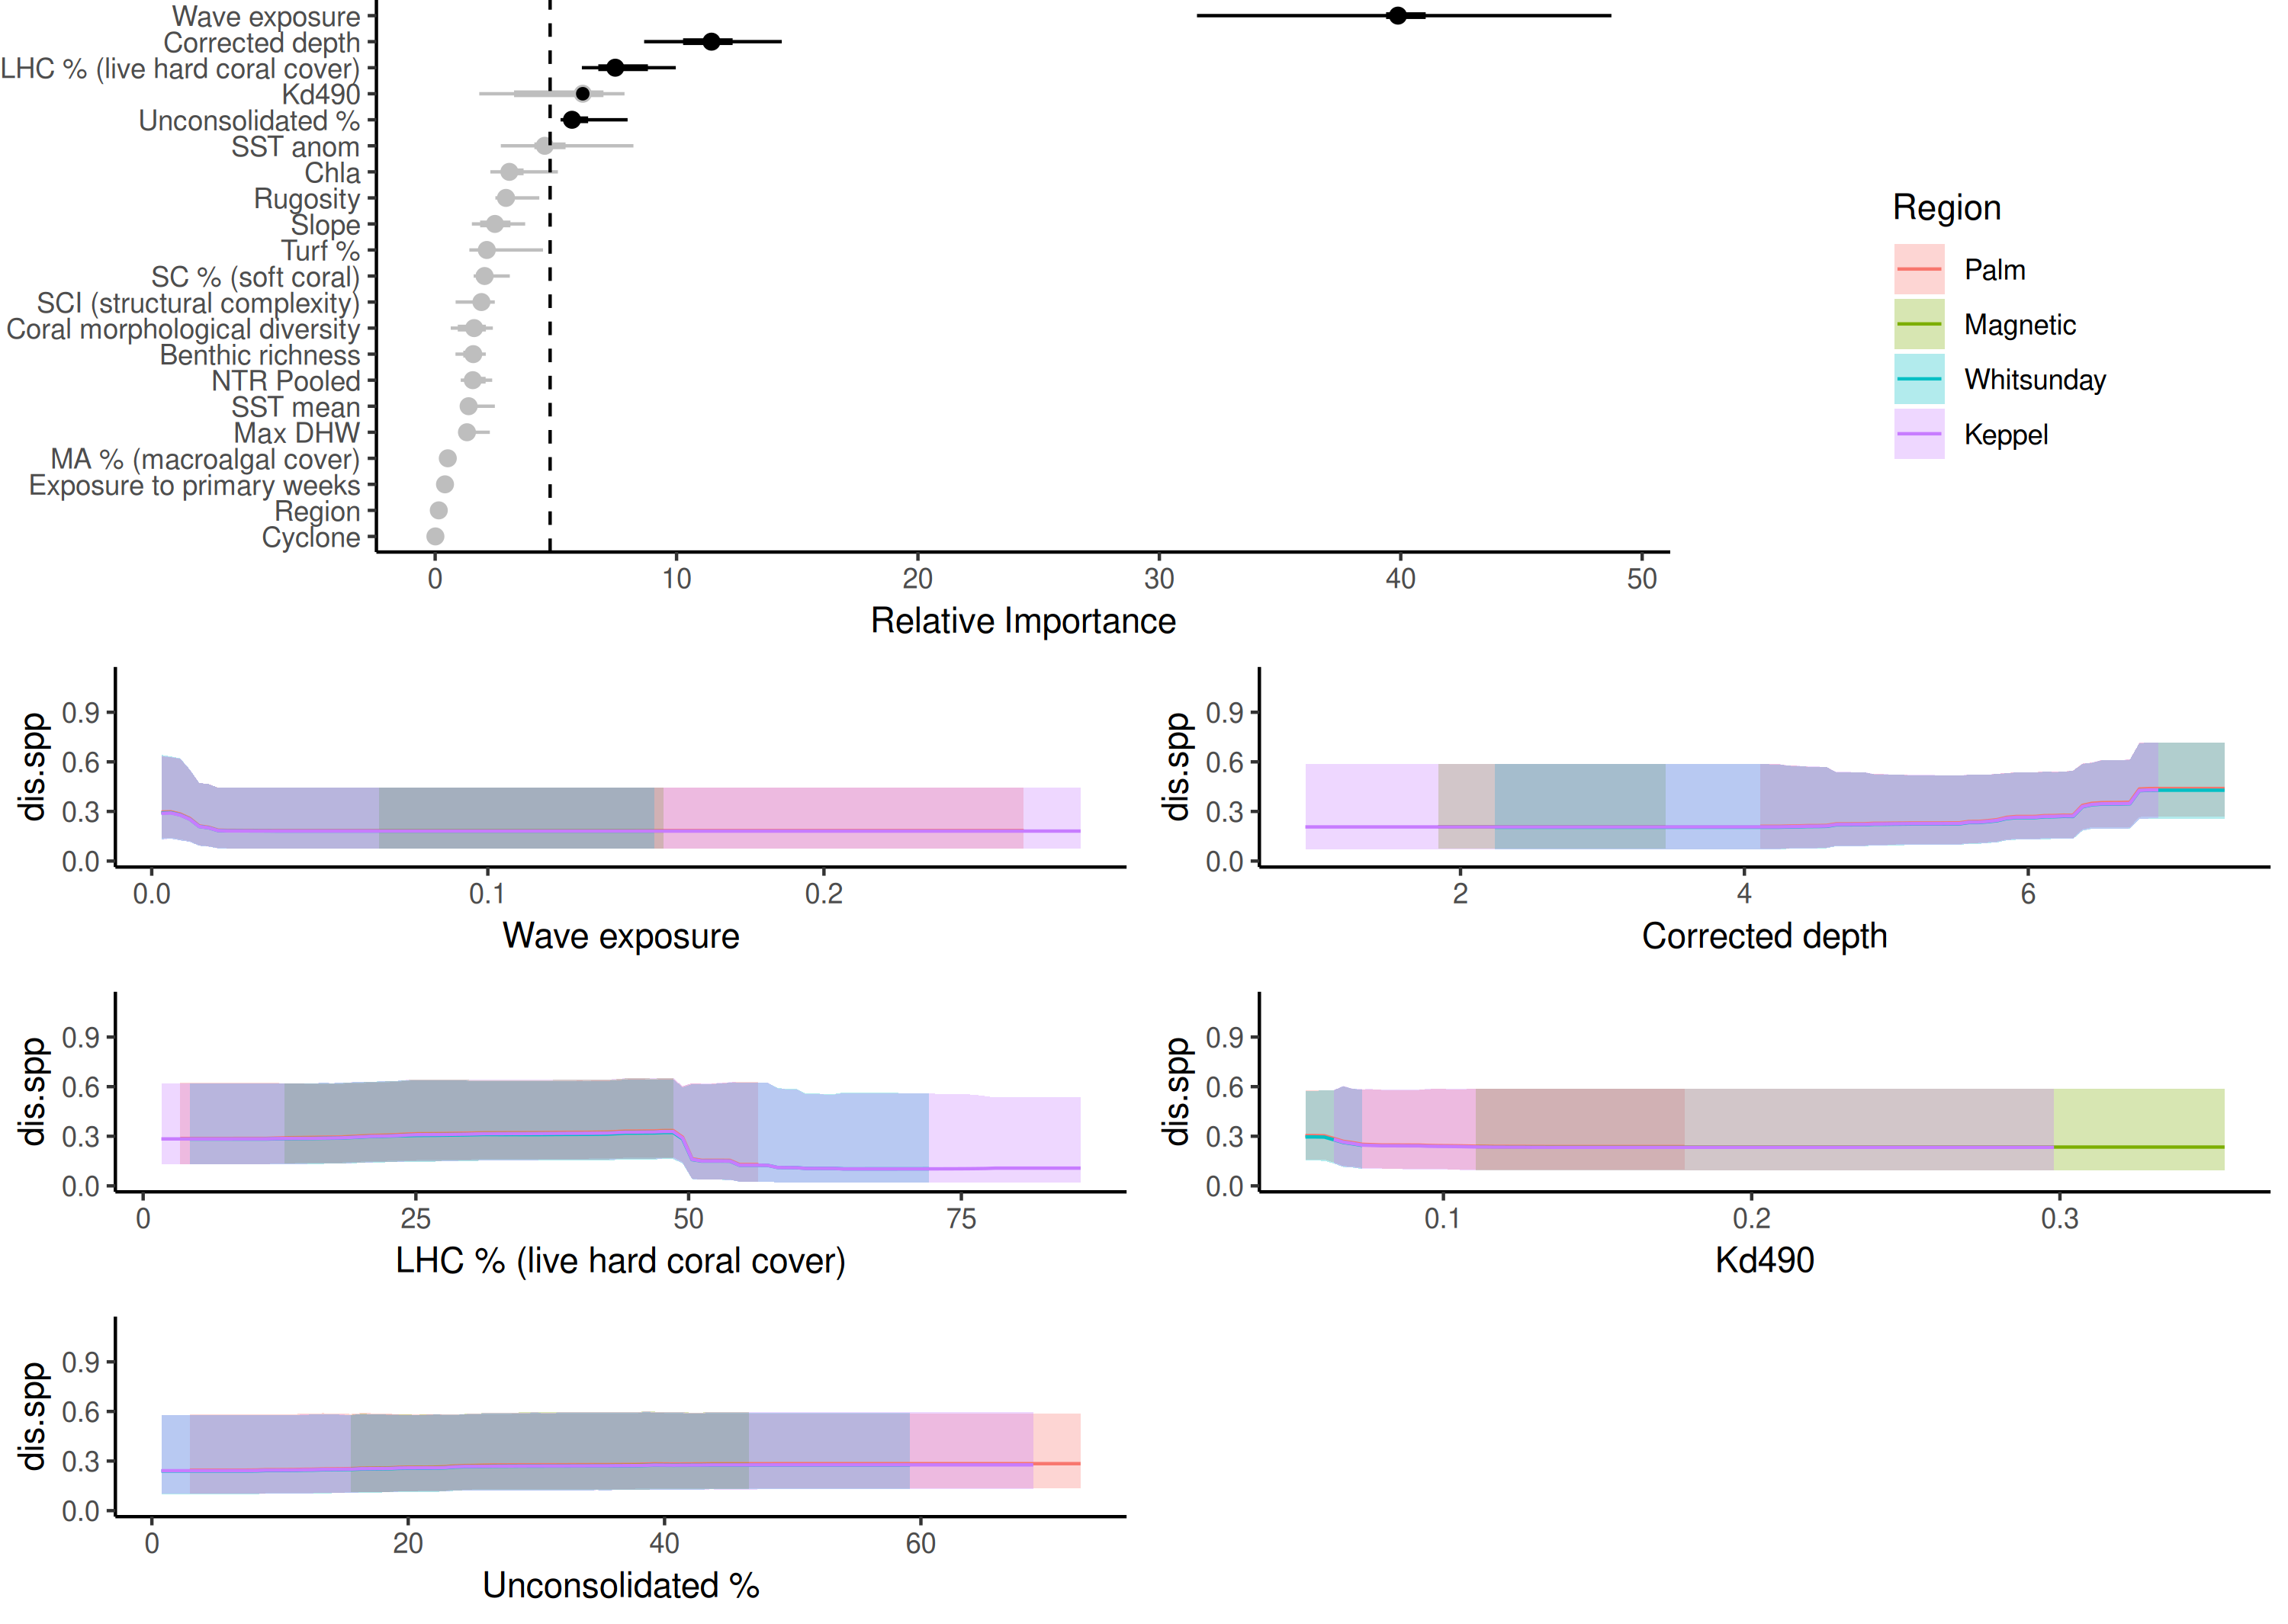 Wave exposure
Corrected depth
LHC % (live hard coral cover)
Kd490
Unconsolidated %
SST anom
Chla
Rugosity
Slope
Turf %
SC % (soft coral)
SCI (structural complexity)
Coral morphological diversity
Benthic richness
NTR Pooled
SST mean
Max DHW
MA % (macroalgal cover)
Exposure to primary weeks
Region
Cyclone
0 10 20 30 40 50
Relative Importance
Region
Palm
Magnetic
Whitsunday
Keppel
dis.spp
0.9
0.6
0.3
0.0
0.0 0.1 0.2
Wave exposure
dis.spp
0.9
0.6
0.3
0.0
2 4 6
Corrected depth
dis.spp
0.9
0.6
0.3
0.0
0 25 50 75
LHC % (live hard coral cover)
dis.spp
0.9
0.6
0.3
0.0
0.1 0.2 0.3
Kd490
dis.spp
0.9
0.6
0.3
0.0
0 20 40 60
Unconsolidated %